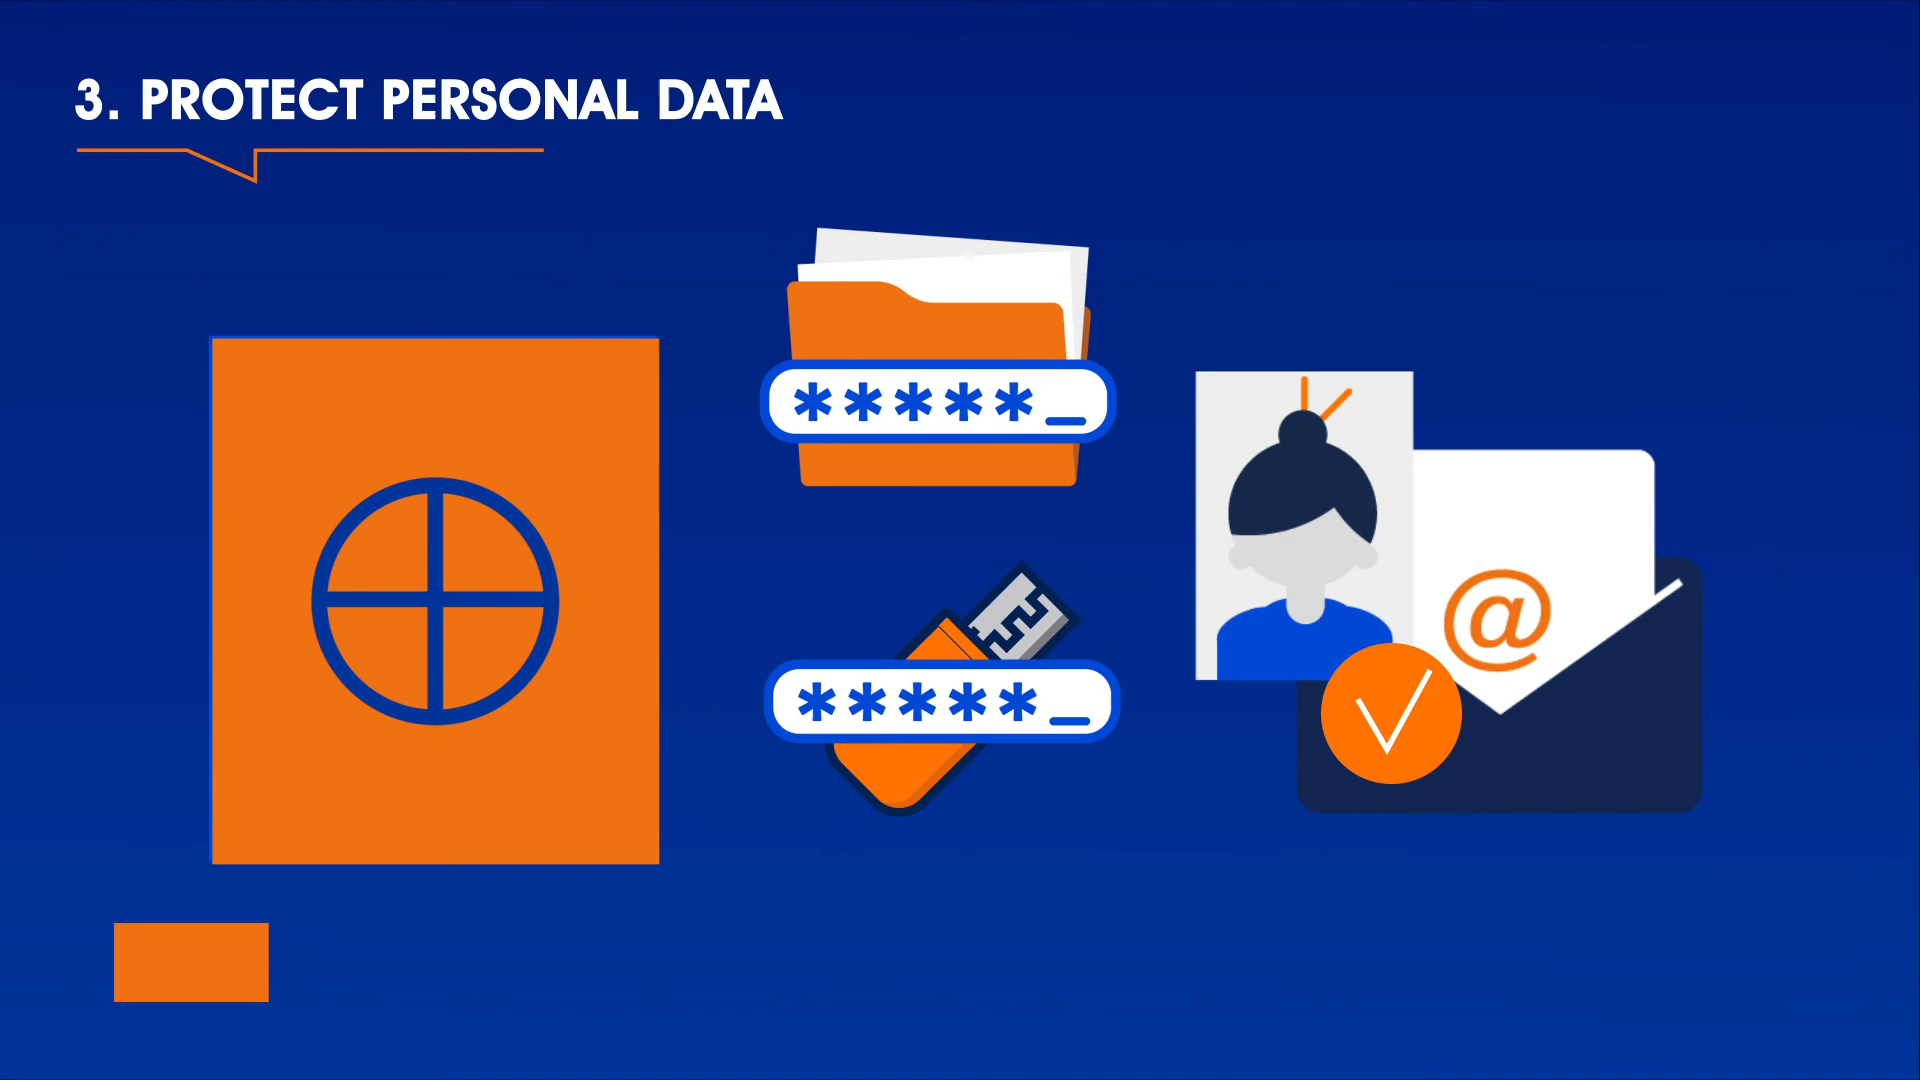 3. PROTECT PERSONAL DATA
*****_
@
*****_